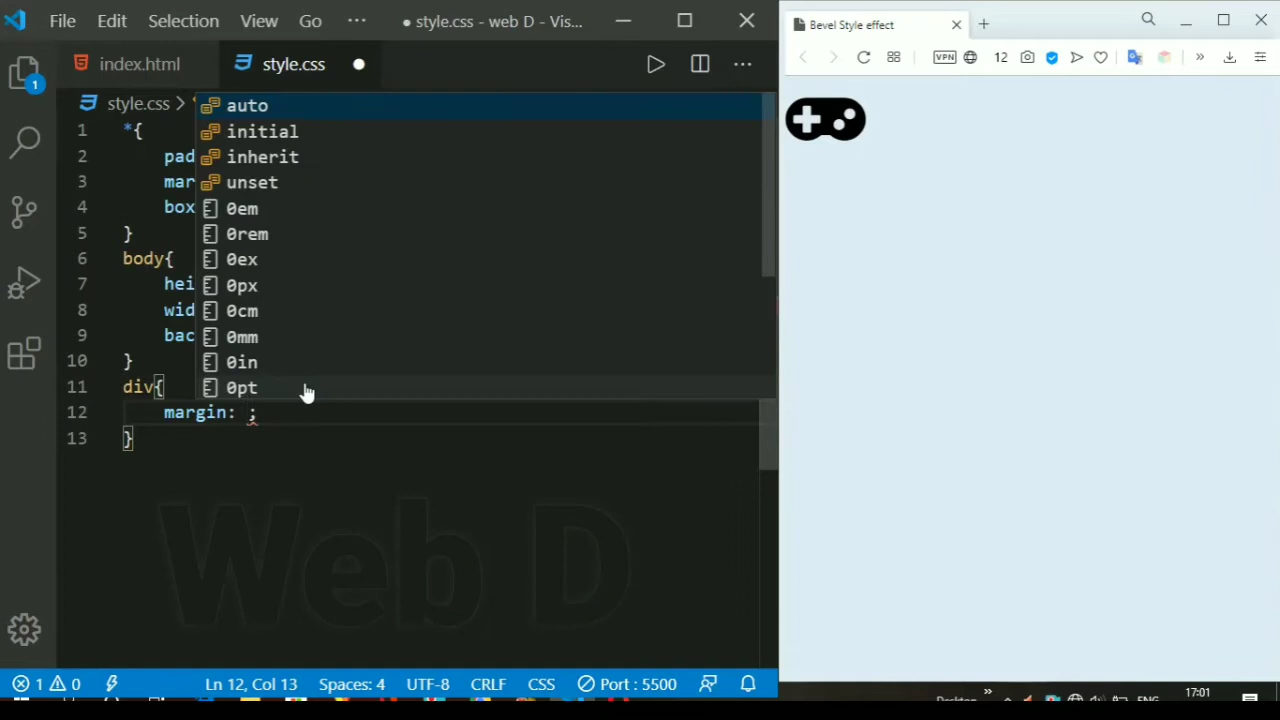 File Edit Selection View Go ··· ● style.css - web D - Vis...
index.html style.css ●
style.css >
1 *{
2 pad
3 mar
4 box
5 }
6 body{
7 hei
8 wid
9 bac
10 }
11 div{
12 margin: ;
13 }
auto
initial
inherit
unset
0em
0rem
0ex
0px
0cm
0mm
0in
0pt
1
Web D
1 0 Ln 12, Col 13 Spaces: 4 UTF-8 CRLF CSS Port : 5500
Bevel Style effect
VPN 12
Desktop » ENG 17:01